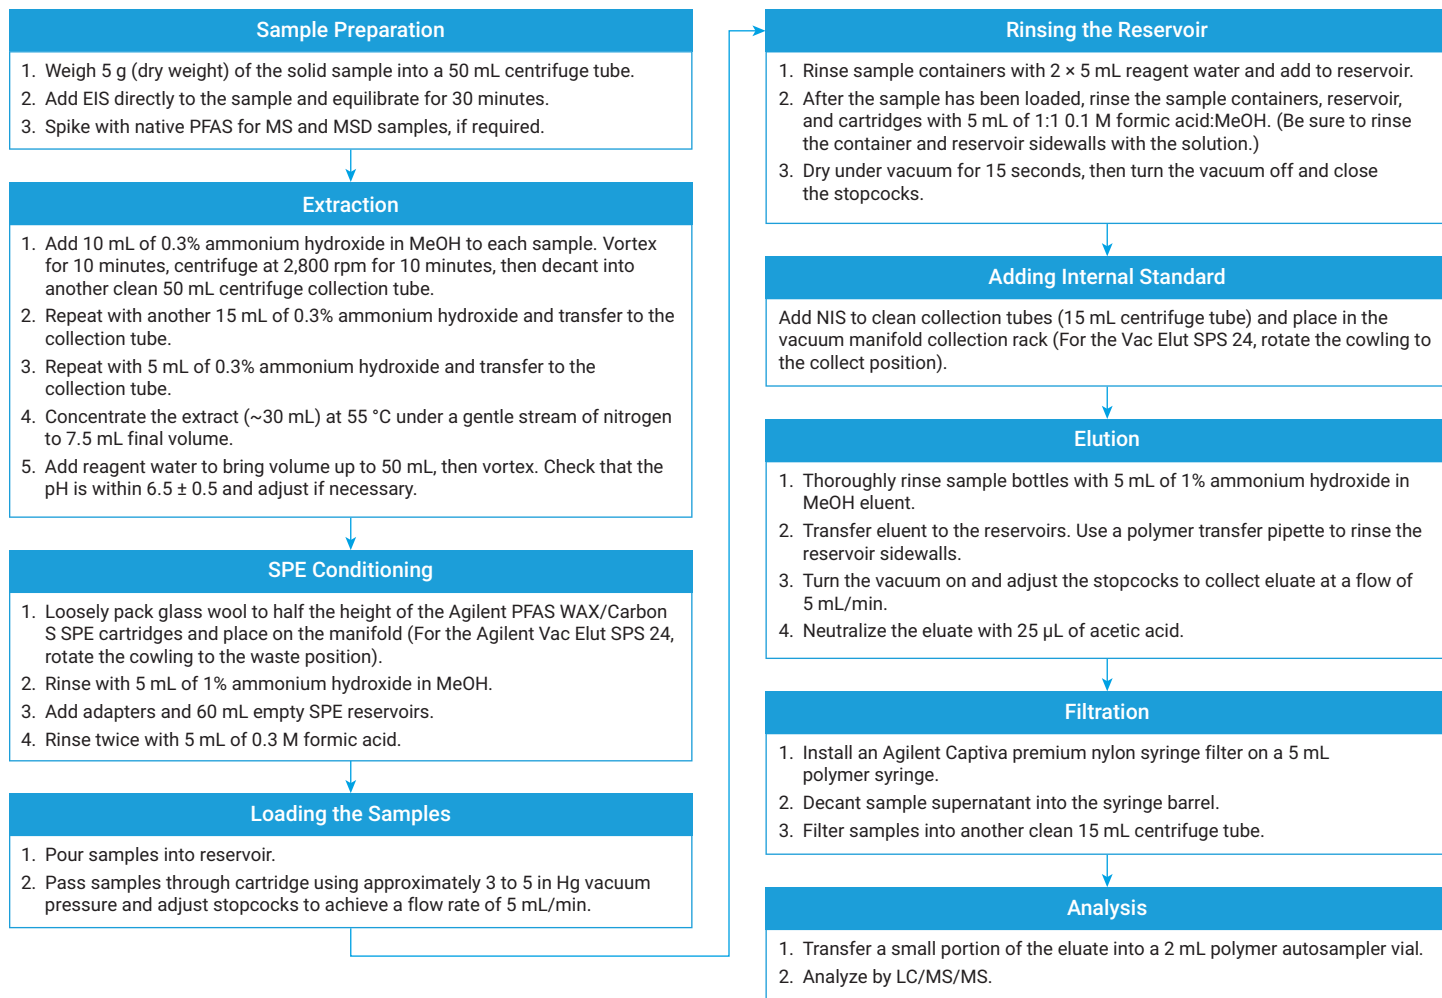 Sample Preparation
1. Weigh 5 g (dry weight) of the solid sample into a 50 mL centrifuge tube.
2. Add EIS directly to the sample and equilibrate for 30 minutes.
3. Spike with native PFAS for MS and MSD samples, if required.
Extraction
1. Add 10 mL of 0.3% ammonium hydroxide in MeOH to each sample. Vortex
for 10 minutes, centrifuge at 2,800 rpm for 10 minutes, then decant into
another clean 50 mL centrifuge collection tube.
2. Repeat with another 15 mL of 0.3% ammonium hydroxide and transfer to the
collection tube.
3. Repeat with 5 mL of 0.3% ammonium hydroxide and transfer to the
collection tube.
4. Concentrate the extract (~30 mL) at 55 °C under a gentle stream of nitrogen
to 7.5 mL final volume.
5. Add reagent water to bring volume up to 50 mL, then vortex. Check that the
pH is within 6.5 ± 0.5 and adjust if necessary.
SPE Conditioning
1. Loosely pack glass wool to half the height of the Agilent PFAS WAX/Carbon
S SPE cartridges and place on the manifold (For the Agilent Vac Elut SPS 24,
rotate the cowling to the waste position).
2. Rinse with 5 mL of 1% ammonium hydroxide in MeOH.
3. Add adapters and 60 mL empty SPE reservoirs.
4. Rinse twice with 5 mL of 0.3 M formic acid.
Loading the Samples
1. Pour samples into reservoir.
2. Pass samples through cartridge using approximately 3 to 5 in Hg vacuum
pressure and adjust stopcocks to achieve a flow rate of 5 mL/min.
Rinsing the Reservoir
1. Rinse sample containers with 2 × 5 mL reagent water and add to reservoir.
2. After the sample has been loaded, rinse the sample containers, reservoir,
and cartridges with 5 mL of 1:1 0.1 M formic acid:MeOH. (Be sure to rinse
the container and reservoir sidewalls with the solution.)
3. Dry under vacuum for 15 seconds, then turn the vacuum off and close
the stopcocks.
Adding Internal Standard
Add NIS to clean collection tubes (15 mL centrifuge tube) and place in the
vacuum manifold collection rack (For the Vac Elut SPS 24, rotate the cowling to
the collect position).
Elution
1. Thoroughly rinse sample bottles with 5 mL of 1% ammonium hydroxide in
MeOH eluent.
2. Transfer eluent to the reservoirs. Use a polymer transfer pipette to rinse the
reservoir sidewalls.
3. Turn the vacuum on and adjust the stopcocks to collect eluate at a flow of
5 mL/min.
4. Neutralize the eluate with 25 µL of acetic acid.
Filtration
1. Install an Agilent Captiva premium nylon syringe filter on a 5 mL
polymer syringe.
2. Decant sample supernatant into the syringe barrel.
3. Filter samples into another clean 15 mL centrifuge tube.
Analysis
1. Transfer a small portion of the eluate into a 2 mL polymer autosampler vial.
2. Analyze by LC/MS/MS.